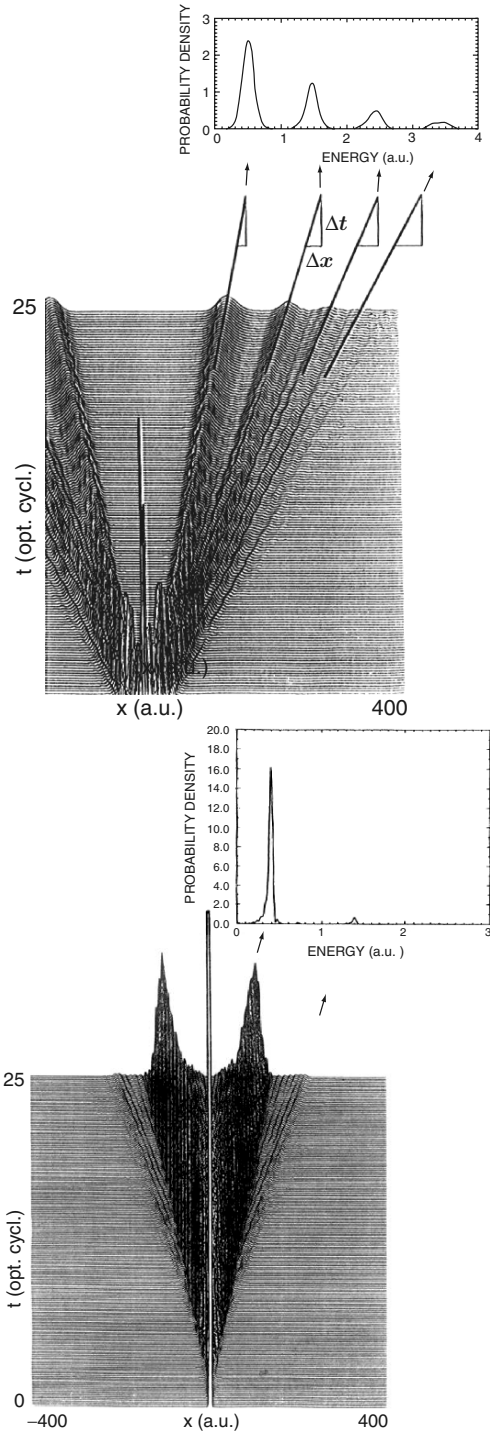 3
2
1
0
PROBABILITY DENSITY
0 1 2 3 4
ENERGY (a.u.)
Δt
Δx
25
t (opt. cycl.)
x (a.u.)
400
20.0
18.0
16.0
14.0
12.0
10.0
8.0
6.0
4.0
2.0
0.0
PROBABILITY DENSITY
0 1 2 3
ENERGY (a.u. )
25
t (opt. cycl.)
0
−400
x (a.u.)
400